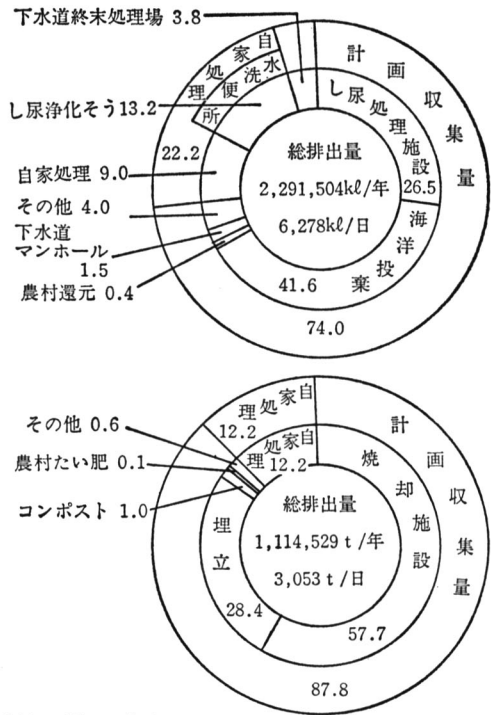 下水道終末処理場 3.8
自家処理
水洗便所
計画収集量
し尿処理施設
26.5
し尿浄化そう13.2
22.2
総排出量
2,291,504kℓ/年
6,278kℓ/日
自家処理 9.0
その他 4.0
下水道
マンホール
1.5
農村還元 0.4
海洋投棄
41.6
74.0
自家処理
12.2
自家処理
12.2
計画収集量
焼却施設
その他 0.6
農村たい肥 0.1
コンポスト 1.0
総排出量
1,114,529 t/年
3,053 t/日
埋立
28.4
57.7
87.8